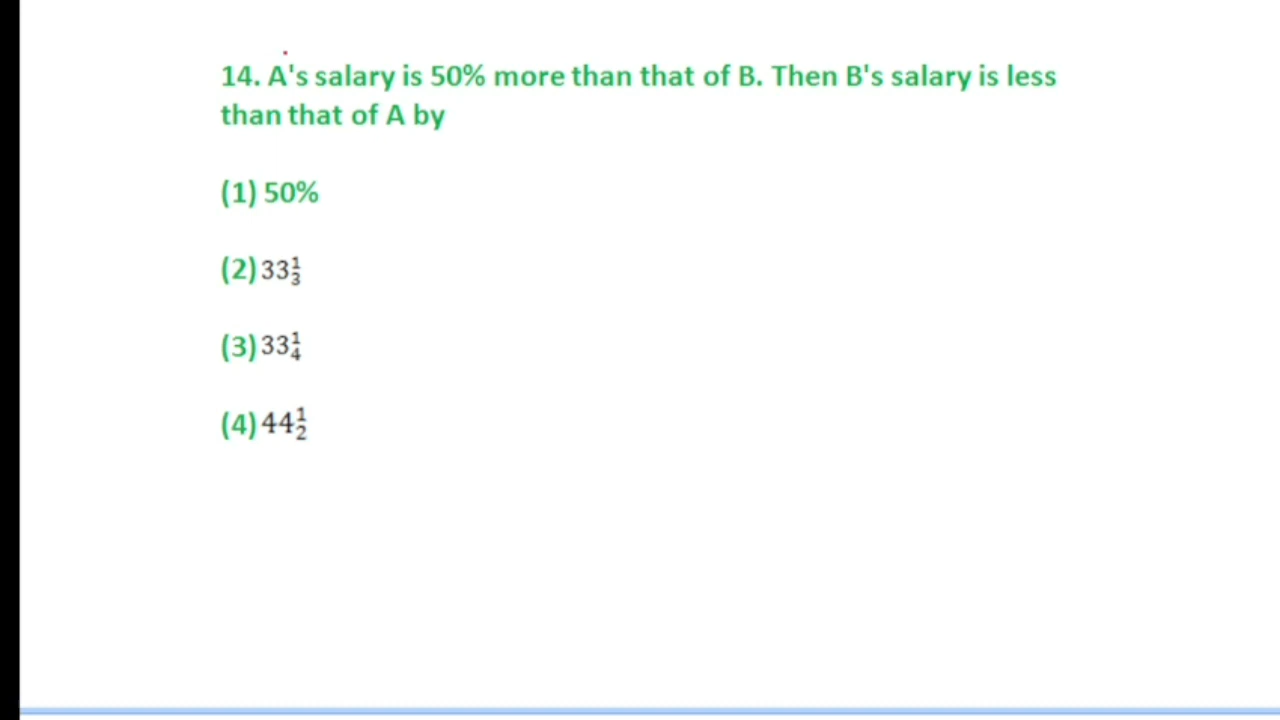 14. A's salary is 50% more than that of B. Then B's salary is less
than that of A by
(1) 50%
(2) 33⅓
(3) 33¼
(4) 44½